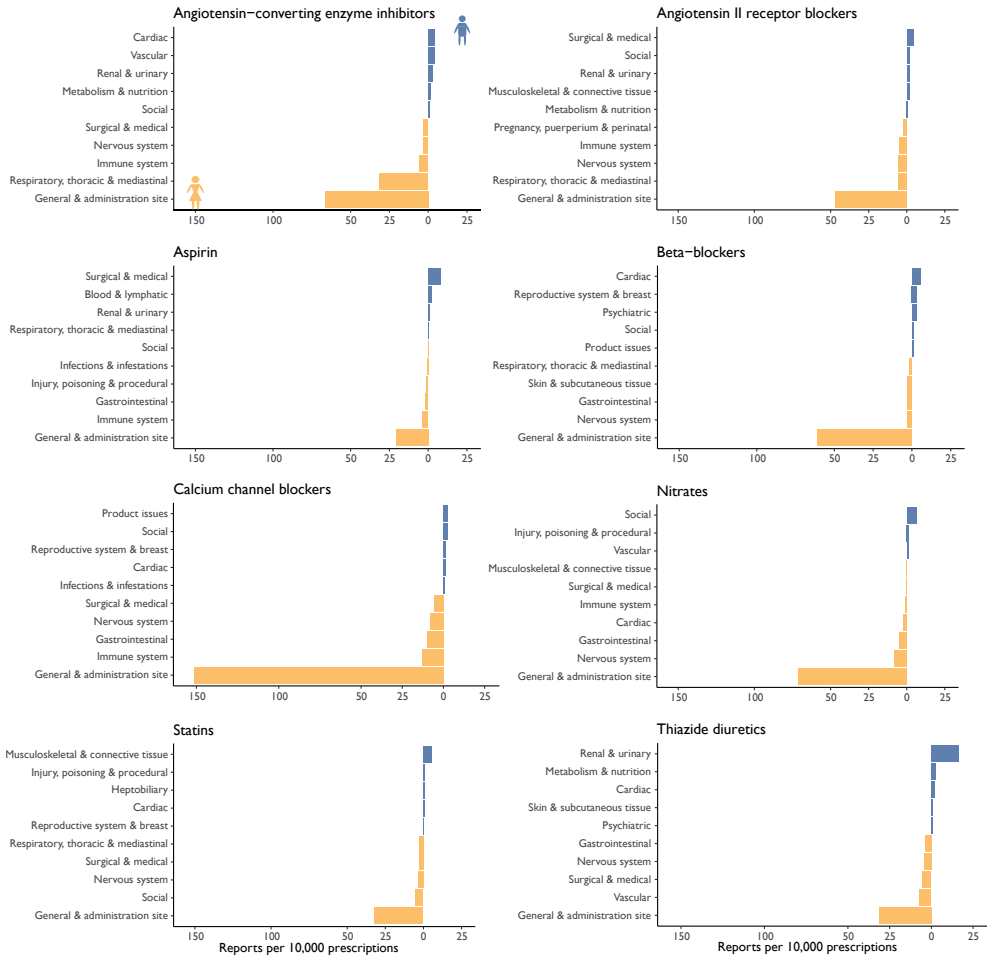 Angiotensin−converting enzyme inhibitors
Cardiac
Vascular
Renal & urinary
Metabolism & nutrition
Social
Surgical & medical
Nervous system
Immune system
Respiratory, thoracic & mediastinal
General & administration site
150 100 50 25 0 25
Angiotensin II receptor blockers
Surgical & medical
Social
Renal & urinary
Musculoskeletal & connective tissue
Metabolism & nutrition
Pregnancy, puerperium & perinatal
Immune system
Nervous system
Respiratory, thoracic & mediastinal
General & administration site
150 100 50 25 0 25
Aspirin
Surgical & medical
Blood & lymphatic
Renal & urinary
Respiratory, thoracic & mediastinal
Social
Infections & infestations
Injury, poisoning & procedural
Gastrointestinal
Immune system
General & administration site
150 100 50 25 0 25
Beta−blockers
Cardiac
Reproductive system & breast
Psychiatric
Social
Product issues
Respiratory, thoracic & mediastinal
Skin & subcutaneous tissue
Gastrointestinal
Nervous system
General & administration site
150 100 50 25 0 25
Calcium channel blockers
Product issues
Social
Reproductive system & breast
Cardiac
Infections & infestations
Surgical & medical
Nervous system
Gastrointestinal
Immune system
General & administration site
150 100 50 25 0 25
Nitrates
Social
Injury, poisoning & procedural
Vascular
Musculoskeletal & connective tissue
Surgical & medical
Immune system
Cardiac
Gastrointestinal
Nervous system
General & administration site
150 100 50 25 0 25
Statins
Musculoskeletal & connective tissue
Injury, poisoning & procedural
Heptobiliary
Cardiac
Reproductive system & breast
Respiratory, thoracic & mediastinal
Surgical & medical
Nervous system
Social
General & administration site
150 100 50 25 0 25
Reports per 10,000 prescriptions
Thiazide diuretics
Renal & urinary
Metabolism & nutrition
Cardiac
Skin & subcutaneous tissue
Psychiatric
Gastrointestinal
Nervous system
Surgical & medical
Vascular
General & administration site
150 100 50 25 0 25
Reports per 10,000 prescriptions